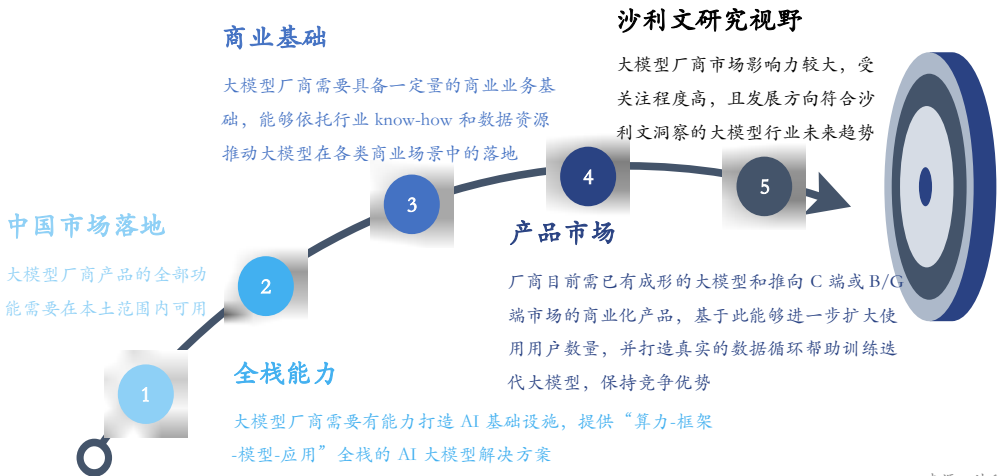 中国市场落地
大模型厂商产品的全部功
能需要在本土范围内可用
1
全栈能力
大模型厂商需要有能力打造 AI 基础设施，提供“算力-框架
-模型-应用”全栈的 AI 大模型解决方案
2
商业基础
大模型厂商需要具备一定量的商业业务基
础，能够依托行业 know-how 和数据资源
推动大模型在各类商业场景中的落地
3
产品市场
厂商目前需已有成形的大模型和推向 C 端或 B/G
端市场的商业化产品，基于此能够进一步扩大使
用用户数量，并打造真实的数据循环帮助训练迭
代大模型，保持竞争优势
4
沙利文研究视野
大模型厂商市场影响力较大，受
关注程度高，且发展方向符合沙
利文洞察的大模型行业未来趋势
5